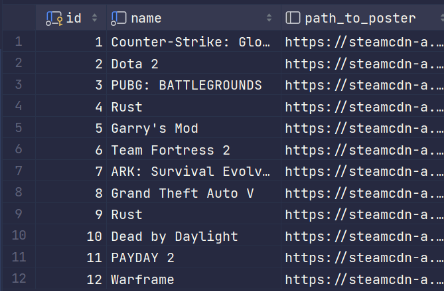 id name path_to_poster
1 1 Counter-Strike: Glo… https://steamcdn-a.…
2 2 Dota 2 https://steamcdn-a.…
3 3 PUBG: BATTLEGROUNDS https://steamcdn-a.…
4 4 Rust https://steamcdn-a.…
5 5 Garry's Mod https://steamcdn-a.…
6 6 Team Fortress 2 https://steamcdn-a.…
7 7 ARK: Survival Evolv… https://steamcdn-a.…
8 8 Grand Theft Auto V https://steamcdn-a.…
9 9 Rust https://steamcdn-a.…
10 10 Dead by Daylight https://steamcdn-a.…
11 11 PAYDAY 2 https://steamcdn-a.…
12 12 Warframe https://steamcdn-a.…